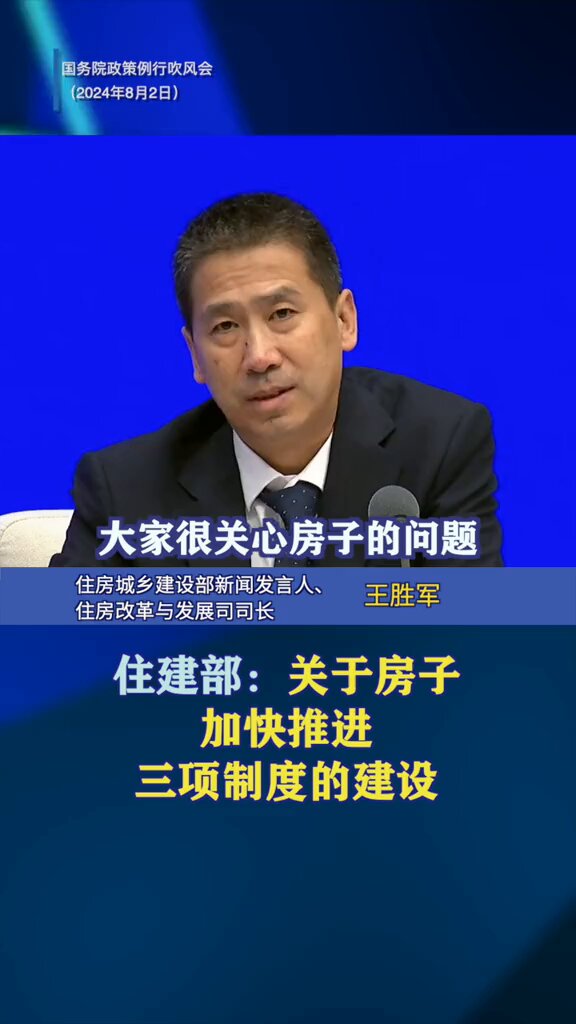 国务院政策例行吹风会
（2024年8月2日）
大家很关心房子的问题
住房城乡建设部新闻发言人、
住房改革与发展司司长
王胜军
住建部：关于房子
加快推进
三项制度的建设